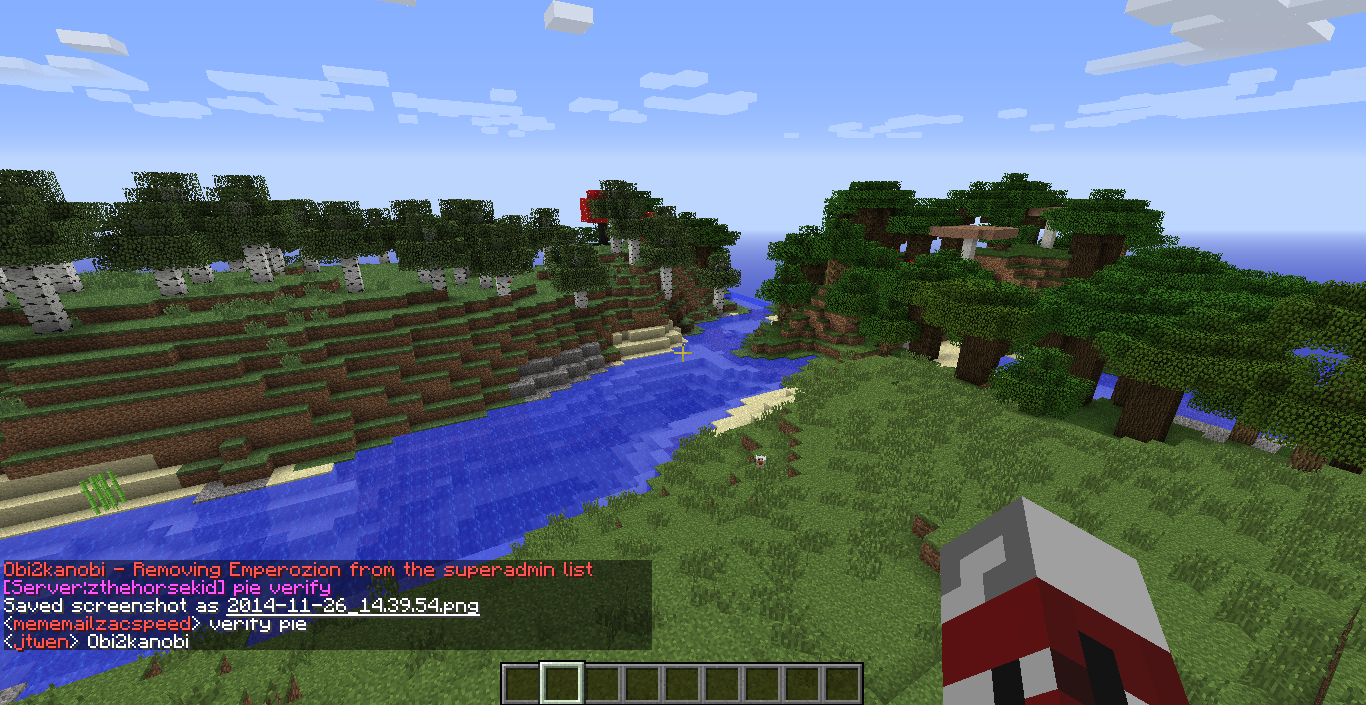 Obi2kanobi - Removing Emperozion from the superadmin list
[Server:zthehorsekid] pie verify
Saved screenshot as 2014-11-26_14.39.54.png
<mememailzacspeed> verify pie
<jtwen> Obi2kanobi